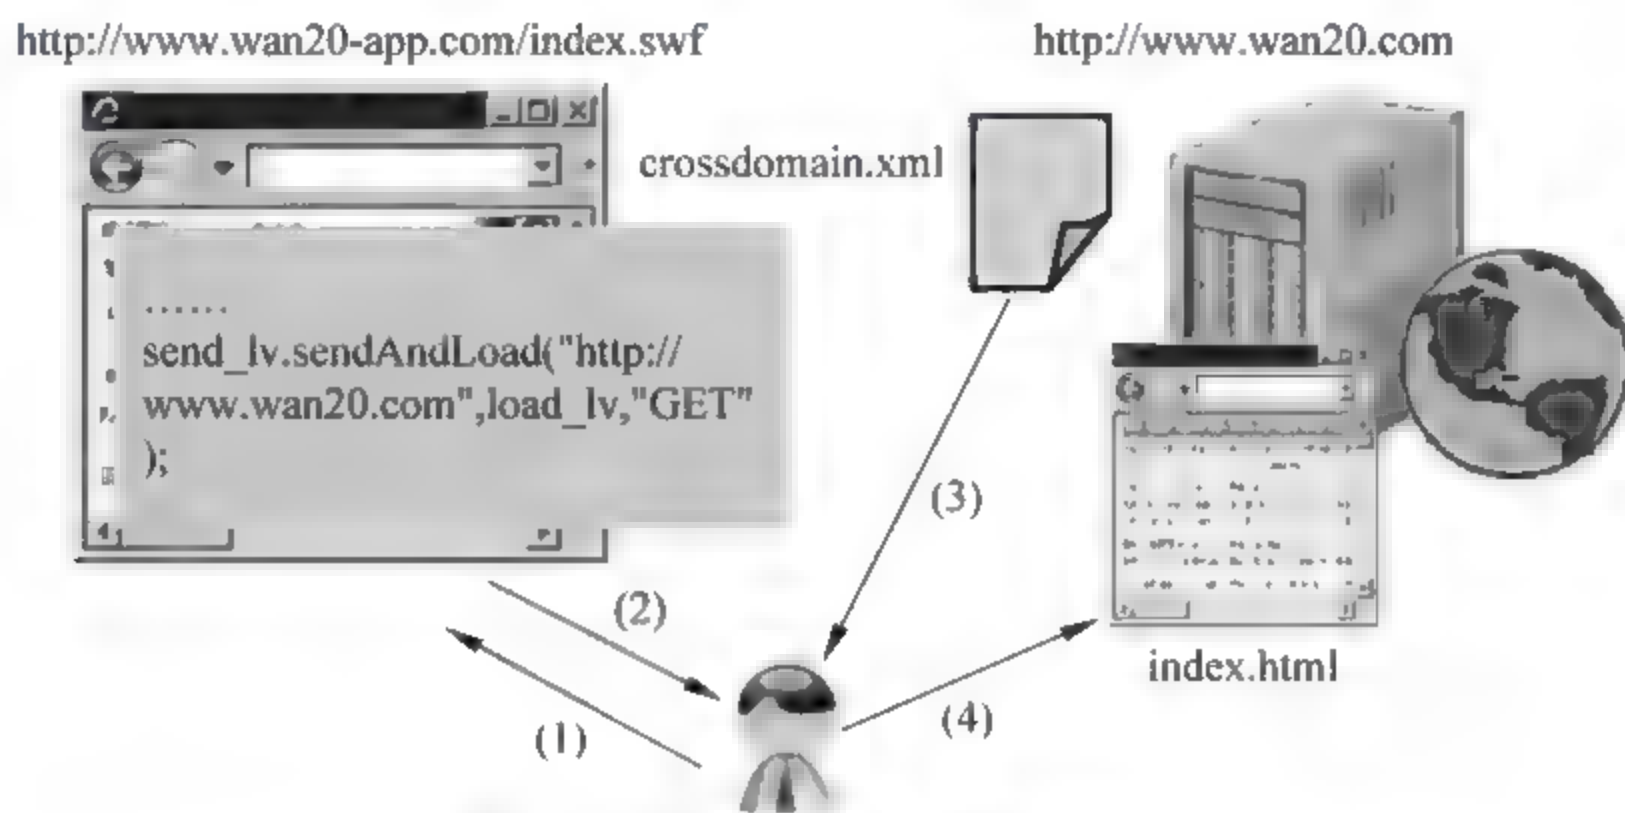 http://www.wan20-app.com/index.swf
http://www.wan20.com
crossdomain.xml
......
send_lv.sendAndLoad("http://
www.wan20.com",load_lv,"GET"
);
(3)
(2)
(1)
(4)
index.html